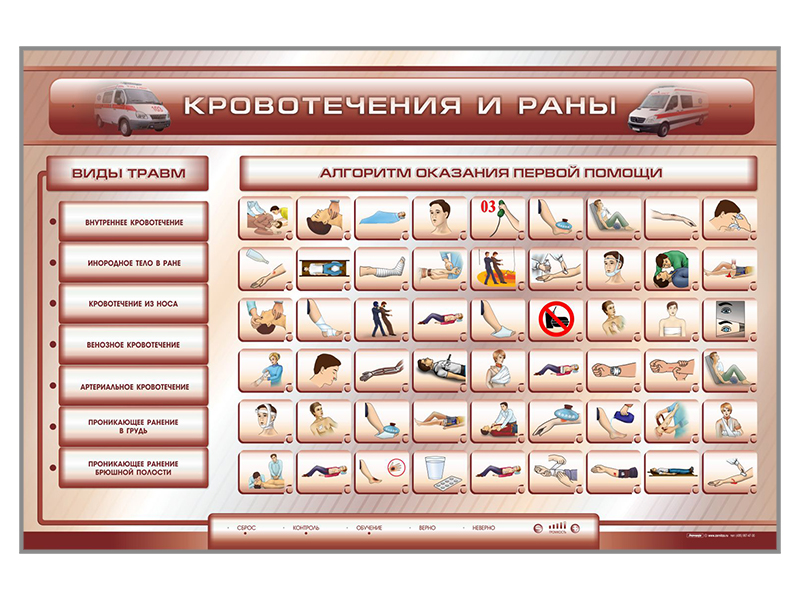 КРОВОТЕЧЕНИЯ И РАНЫ
ВИДЫ ТРАВМ
АЛГОРИТМ ОКАЗАНИЯ ПЕРВОЙ ПОМОЩИ
03
ВНУТРЕННЕЕ КРОВОТЕЧЕНИЕ
ИНОРОДНОЕ ТЕЛО В РАНЕ
КРОВОТЕЧЕНИЕ ИЗ НОСА
ВЕНОЗНОЕ КРОВОТЕЧЕНИЕ
АРТЕРИАЛЬНОЕ КРОВОТЕЧЕНИЕ
ПРОНИКАЮЩЕЕ РАНЕНИЕ
В ГРУДЬ
ПРОНИКАЮЩЕЕ РАНЕНИЕ
БРЮШНОЙ ПОЛОСТИ
СБРОС КОНТРОЛЬ ОБУЧЕНИЕ ВЕРНО НЕВЕРНО
ГРОМКОСТЬ